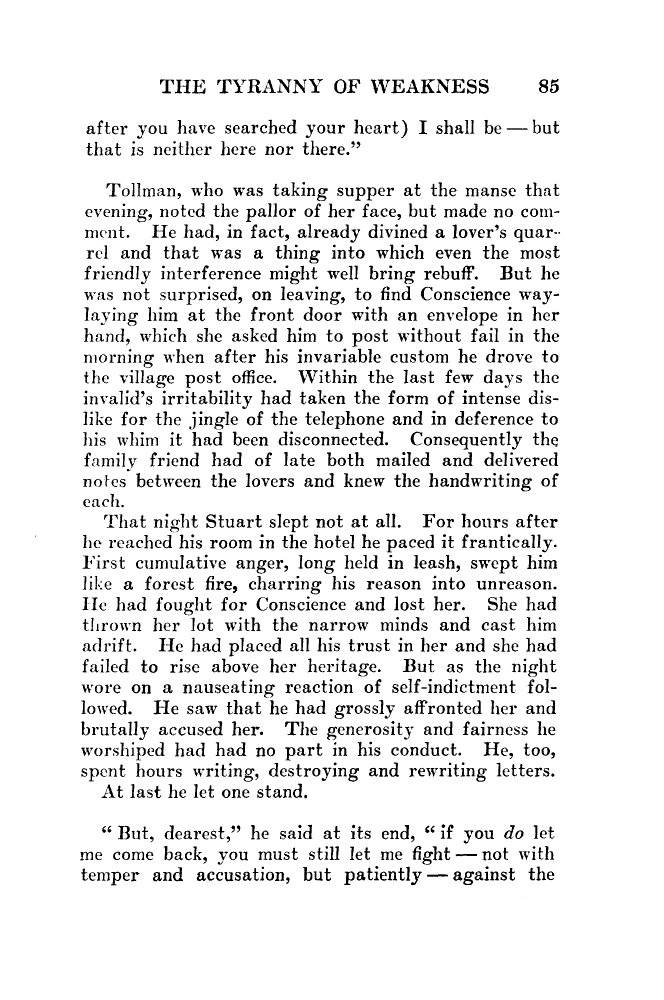 THE TYRANNY OF WEAKNESS 85
after you have searched your heart) I shall be — but
that is neither here nor there.”
Tollman, who was taking supper at the manse that
evening, noted the pallor of her face, but made no com-
ment. He had, in fact, already divined a lover's quar-
rel and that was a thing into which even the most
friendly interference might well bring rebuff. But he
was not surprised, on leaving, to find Conscience way-
laying him at the front door with an envelope in her
hand, which she asked him to post without fail in the
morning when after his invariable custom he drove to
the village post office. Within the last few days the
invalid's irritability had taken the form of intense dis-
like for the jingle of the telephone and in deference to
his whim it had been disconnected. Consequently the
family friend had of late both mailed and delivered
notes between the lovers and knew the handwriting of
each.
That night Stuart slept not at all. For hours after
he reached his room in the hotel he paced it frantically.
First cumulative anger, long held in leash, swept him
like a forest fire, charring his reason into unreason.
He had fought for Conscience and lost her. She had
thrown her lot with the narrow minds and cast him
adrift. He had placed all his trust in her and she had
failed to rise above her heritage. But as the night
wore on a nauseating reaction of self-indictment fol-
lowed. He saw that he had grossly affronted her and
brutally accused her. The generosity and fairness he
worshiped had had no part in his conduct. He, too,
spent hours writing, destroying and rewriting letters.
At last he let one stand.
“ But, dearest,” he said at its end, “ if you do let
me come back, you must still let me fight — not with
temper and accusation, but patiently — against the